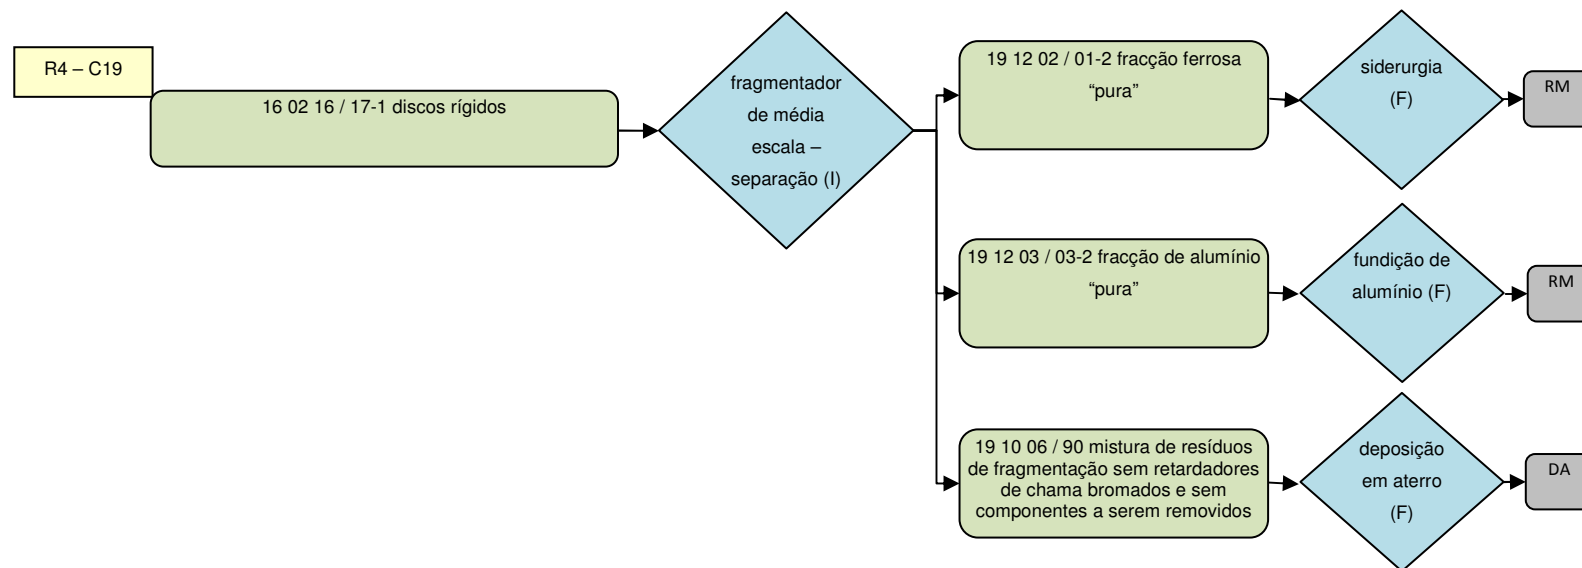 R4 – C19
16 02 16 / 17-1 discos rígidos
fragmentador
de média
escala –
separação (I)
19 12 02 / 01-2 fracção ferrosa
“pura”
siderurgia
(F)
RM
19 12 03 / 03-2 fracção de alumínio
“pura”
fundição de
alumínio (F)
RM
19 10 06 / 90 mistura de resíduos
de fragmentação sem retardadores
de chama bromados e sem
componentes a serem removidos
deposição
em aterro
(F)
DA